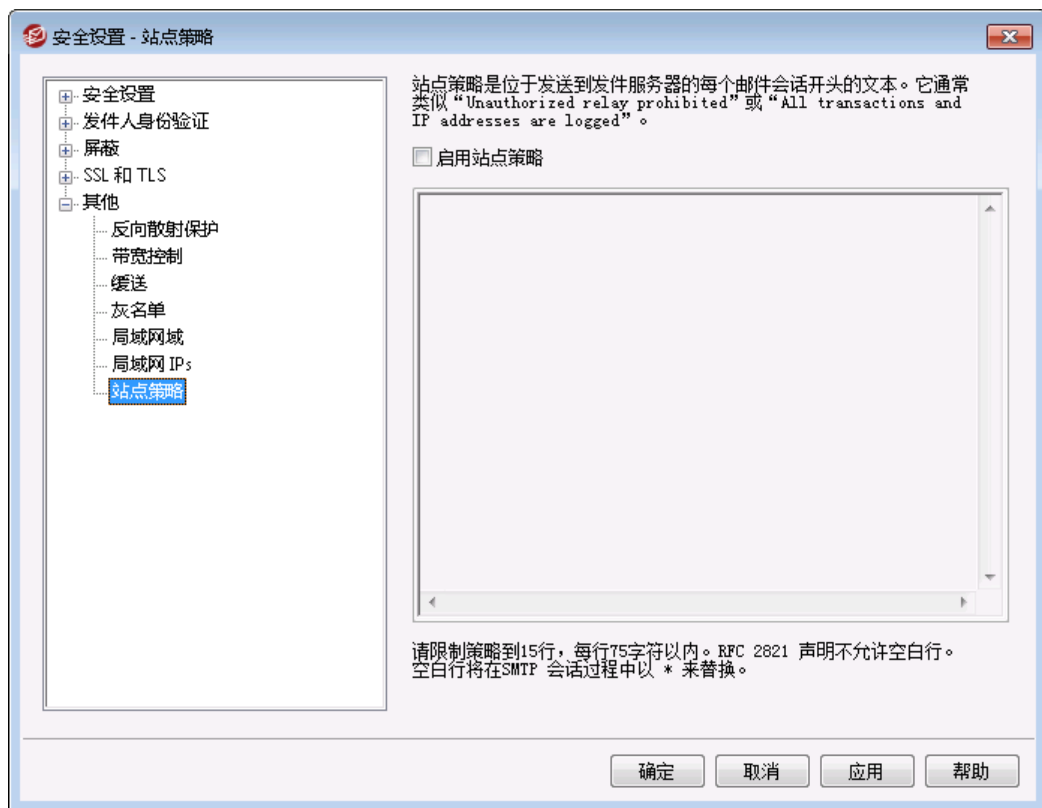 安全设置 - 站点策略
安全设置
发件人身份验证
屏蔽
SSL 和 TLS
其他
反向散射保护
带宽控制
缓送
灰名单
局域网域
局域网 IPs
站点策略
站点策略是位于发送到发件服务器的每个邮件会话开头的文本。它通常
类似“Unauthorized relay prohibited”或“All transactions and
IP addresses are logged”。
启用站点策略
请限制策略到15行，每行75字符以内。RFC 2821 声明不允许空白行。
空白行将在SMTP 会话过程中以 * 来替换。
确定
取消
应用
帮助